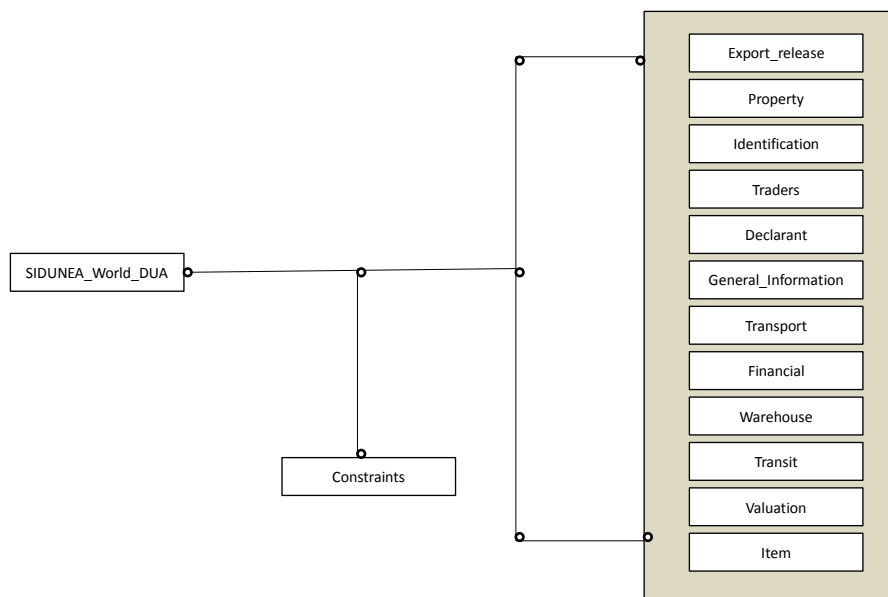 Export_release
Property
Identification
Traders
Declarant
SIDUNEA_World_DUA
General_Information
Transport
Financial
Warehouse
Constraints
Transit
Valuation
Item